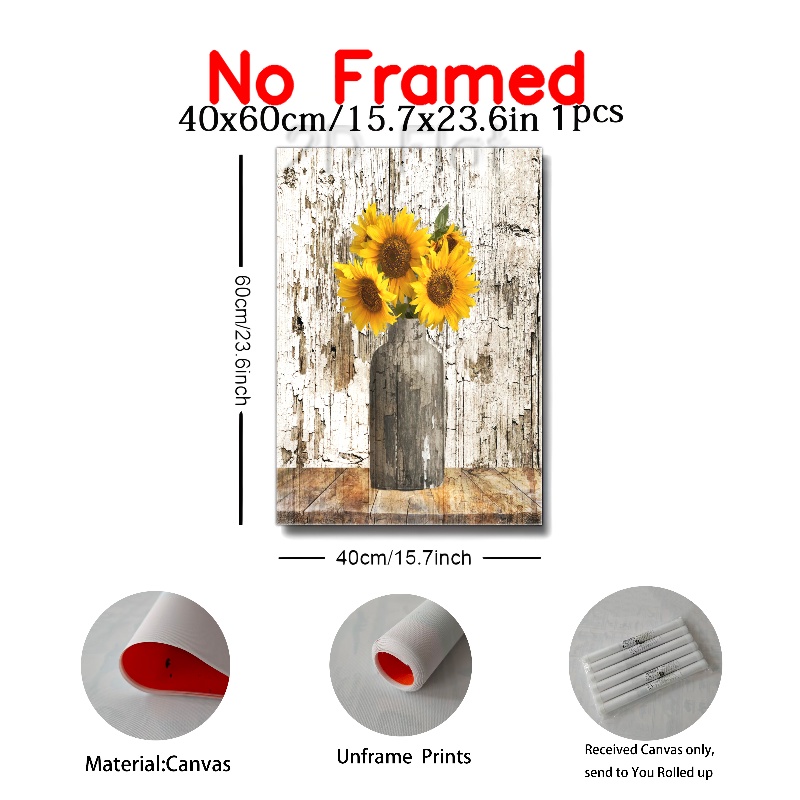 No Framed
40x60cm/15.7x23.6in 1pcs
60cm/23.6inch
40cm/15.7inch
Material:Canvas
Unframe Prints
Received Canvas only,
send to You Rolled up